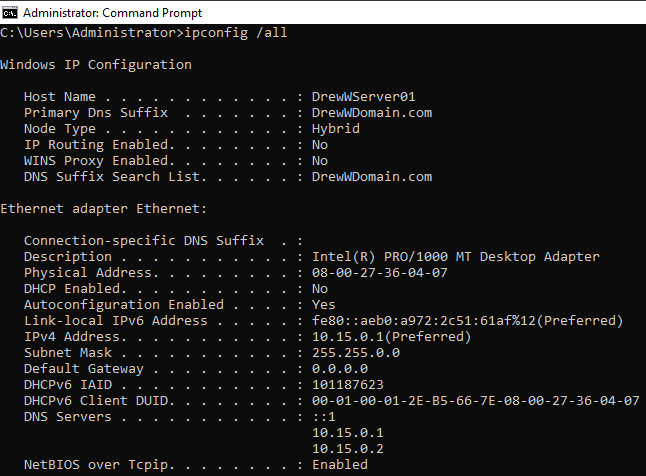 Administrator: Command Prompt
C:\Users\Administrator>ipconfig /all
Windows IP Configuration
Host Name . . . . . . . . . . . . : DrewWServer01
Primary Dns Suffix  . . . . . . . : DrewWDomain.com
Node Type . . . . . . . . . . . . : Hybrid
IP Routing Enabled. . . . . . . . : No
WINS Proxy Enabled. . . . . . . . : No
DNS Suffix Search List. . . . . . : DrewWDomain.com
Ethernet adapter Ethernet:
Connection-specific DNS Suffix  . :
Description . . . . . . . . . . . : Intel(R) PRO/1000 MT Desktop Adapter
Physical Address. . . . . . . . . : 08-00-27-36-04-07
DHCP Enabled. . . . . . . . . . . : No
Autoconfiguration Enabled . . . . : Yes
Link-local IPv6 Address . . . . . : fe80::aeb0:a972:2c51:61af%12(Preferred)
IPv4 Address. . . . . . . . . . . : 10.15.0.1(Preferred)
Subnet Mask . . . . . . . . . . . : 255.255.0.0
Default Gateway . . . . . . . . . : 0.0.0.0
DHCPv6 IAID . . . . . . . . . . . : 101187623
DHCPv6 Client DUID. . . . . . . . : 00-01-00-01-2E-B5-66-7E-08-00-27-36-04-07
DNS Servers . . . . . . . . . . . : ::1
10.15.0.1
10.15.0.2
NetBIOS over Tcpip. . . . . . . . : Enabled